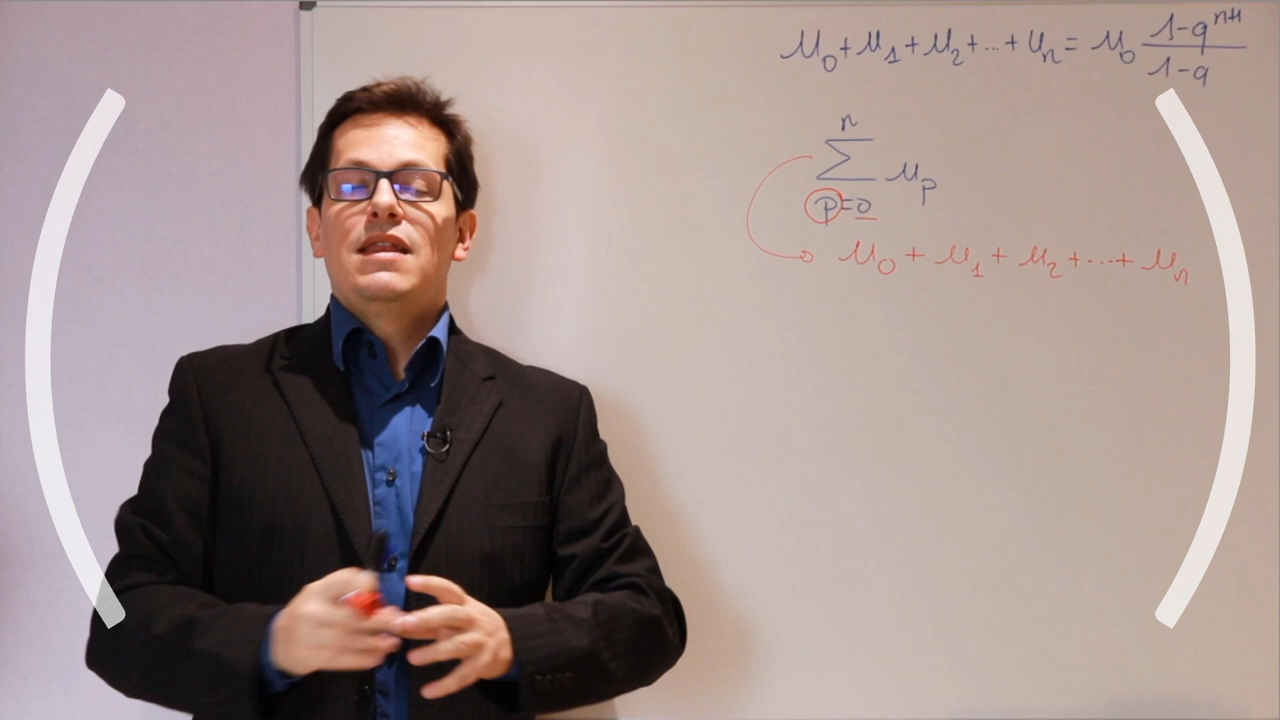 u₀+u₁+u₂+...+uₙ = u₀ (1-qⁿ⁺¹)/(1-q)
n
∑ uₚ
p=0
u₀ + u₁ + u₂ + ... + uₙ